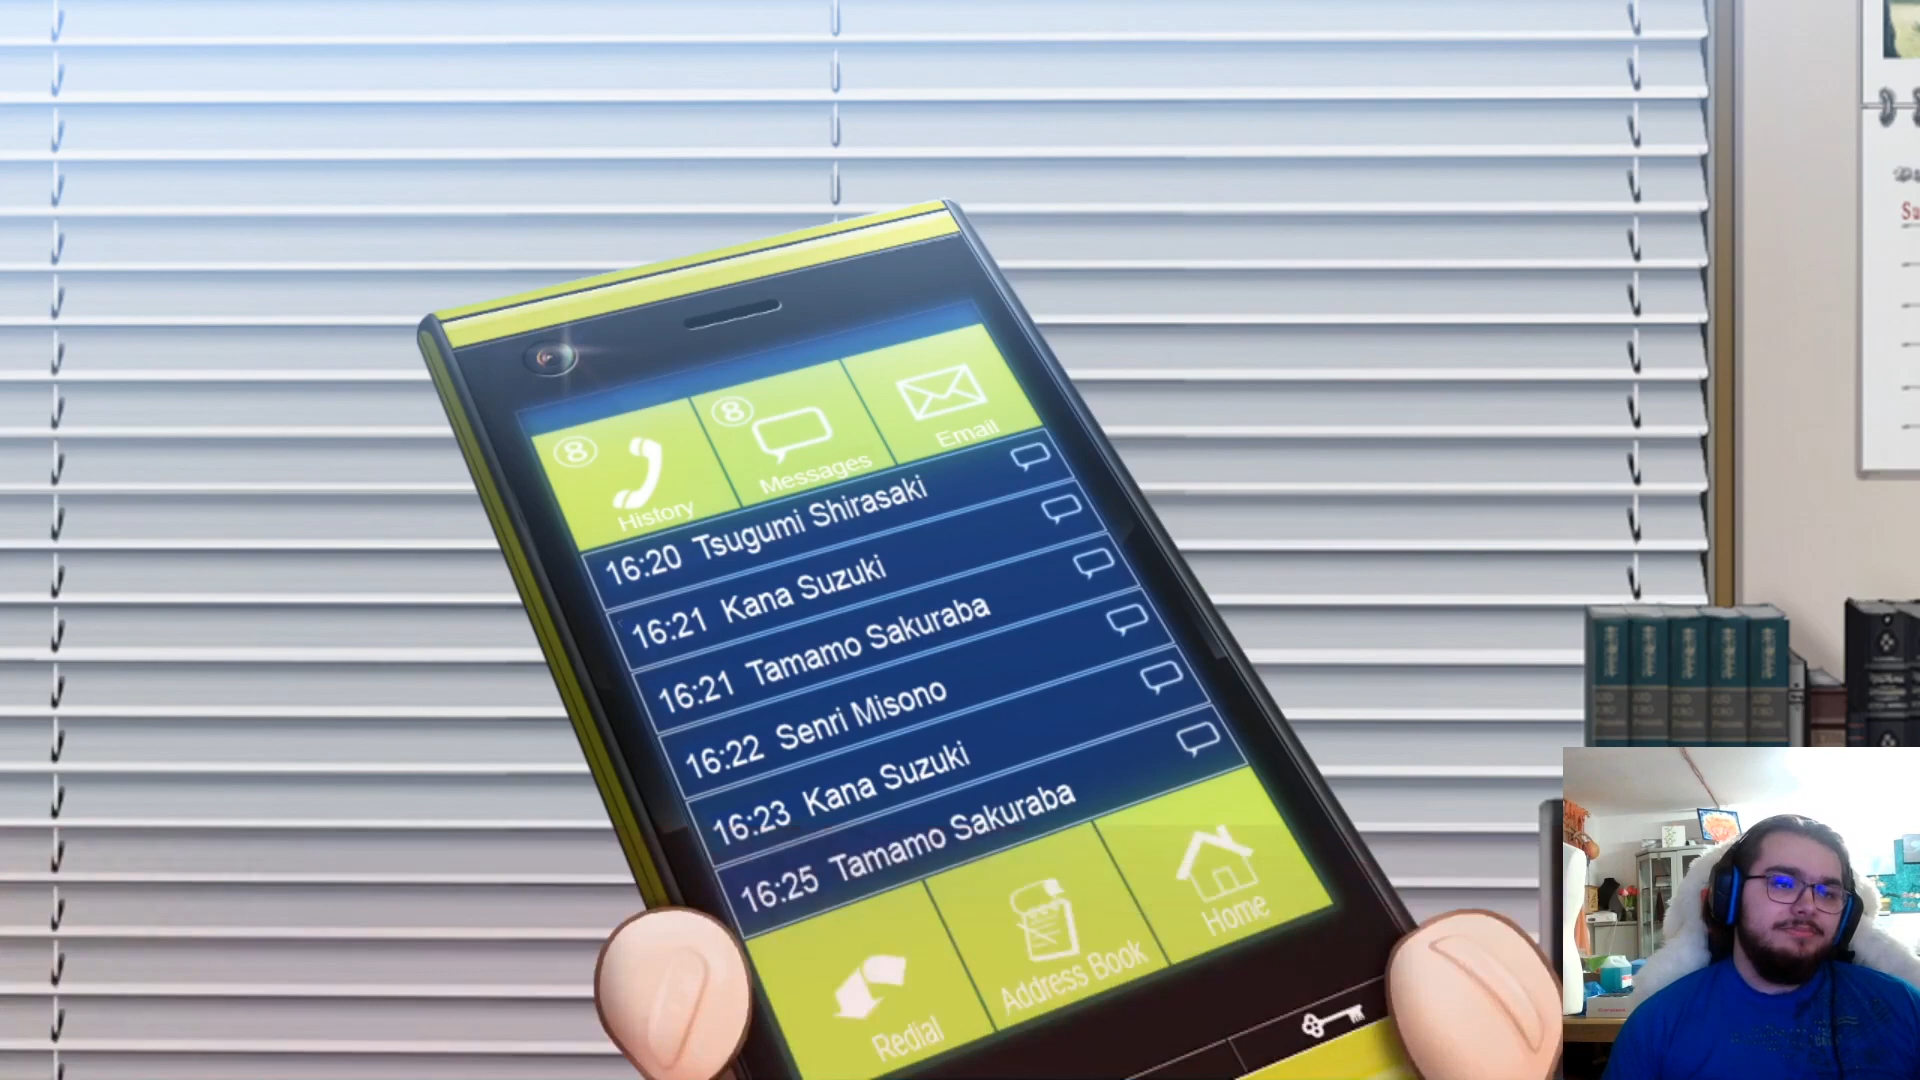 8
History
8
Messages
Email
16:20 Tsugumi Shirasaki
16:21 Kana Suzuki
16:21 Tamamo Sakuraba
16:22 Senri Misono
16:23 Kana Suzuki
16:25 Tamamo Sakuraba
Redial
Address Book
Home
Su